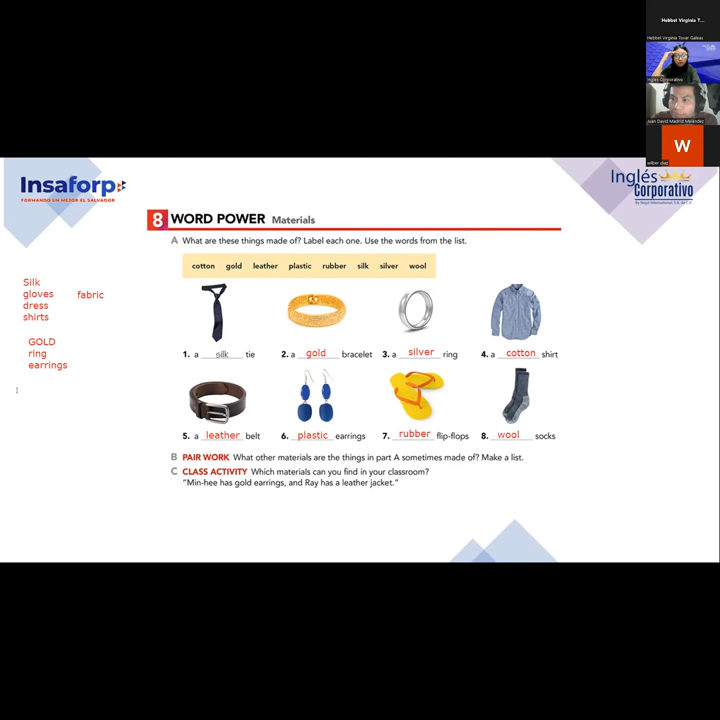 Hebbel Virginia T...
Hebbel Virginia Tovar Galeas
Inglés Corporativo
Juan David Madrid Meléndez
W
wilber diaz
Insaforp
FORMANDO UN MEJOR EL SALVADOR
Inglés
Corporativo
8 WORD POWER Materials
A What are these things made of? Label each one. Use the words from the list.
cotton gold leather plastic rubber silk silver wool
Silk
gloves
dress
shirts
fabric
GOLD
ring
earrings
1. a silk tie
2. a gold bracelet
3. a silver ring
4. a cotton shirt
5. a leather belt
6. plastic earrings
7. rubber flip-flops
8. wool socks
B PAIR WORK What other materials are the things in part A sometimes made of? Make a list.
C CLASS ACTIVITY Which materials can you find in your classroom?
"Min-hee has gold earrings, and Ray has a leather jacket."